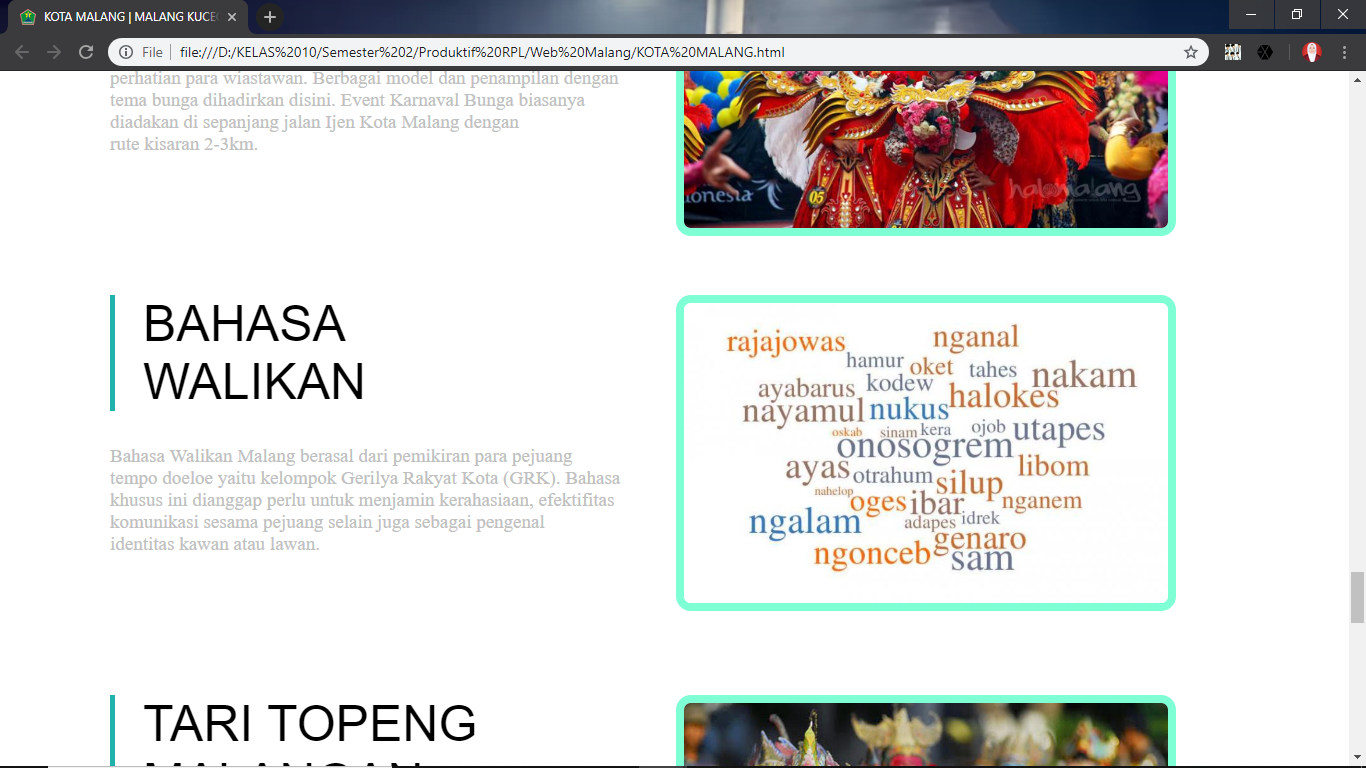 KOTA MALANG | MALANG KUCE
File
file:///D:/KELAS%2010/Semester%202/Produktif%20RPL/Web%20Malang/KOTA%20MALANG.html
perhatian para wiastawan. Berbagai model dan penampilan dengan
tema bunga dihadirkan disini. Event Karnaval Bunga biasanya
diadakan di sepanjang jalan Ijen Kota Malang dengan
rute kisaran 2-3km.
onesia
05
halomalang
BAHASA
WALIKAN
Bahasa Walikan Malang berasal dari pemikiran para pejuang
tempo doeloe yaitu kelompok Gerilya Rakyat Kota (GRK). Bahasa
khusus ini dianggap perlu untuk menjamin kerahasiaan, efektifitas
komunikasi sesama pejuang selain juga sebagai pengenal
identitas kawan atau lawan.
rajajowas nganal
hamur oket tahes nakam
ayabarus kodew halokes
nayamul nukus
oskab sinam kera ojob utapes
onosogrem
ayas otrahum libom
nahelop oges silup nganem
ibar
ngalam adapes idrek
ngonceb genaro
sam
TARI TOPENG
MALANGAN